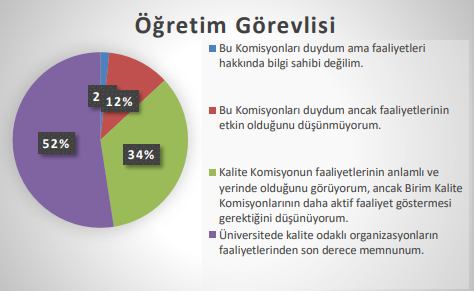 Öğretim Görevlisi
Bu Komisyonları duydum ama faaliyetleri
hakkında bilgi sahibi değilim.
2
12%
Bu Komisyonları duydum ancak faaliyetlerinin
etkin olduğunu düşünmüyorum.
52%
34%
Kalite Komisyonun faaliyetlerinin anlamlı ve
yerinde olduğunu görüyorum, ancak Birim Kalite
Komisyonlarının daha aktif faaliyet göstermesi
gerektiğini düşünüyorum.
Üniversitede kalite odaklı organizasyonların
faaliyetlerinden son derece memnunum.